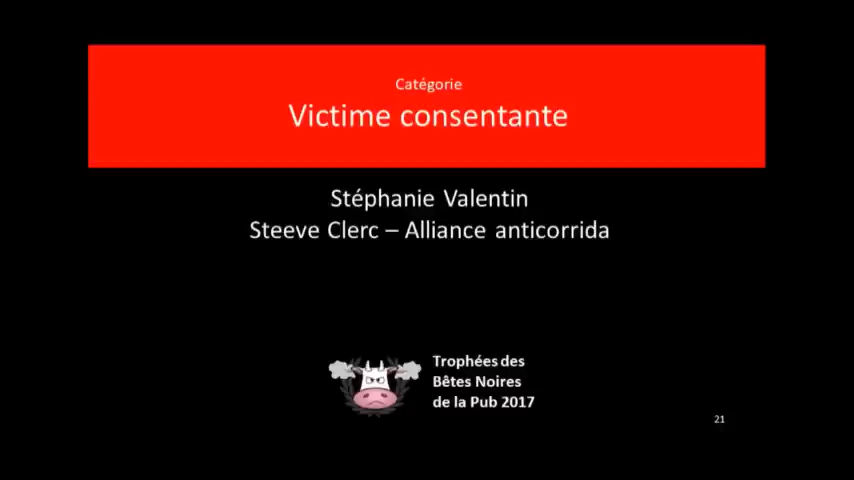 Catégorie
Victime consentante
Stéphanie Valentin
Steeve Clerc – Alliance anticorrida
Trophées des
Bêtes Noires
de la Pub 2017
21